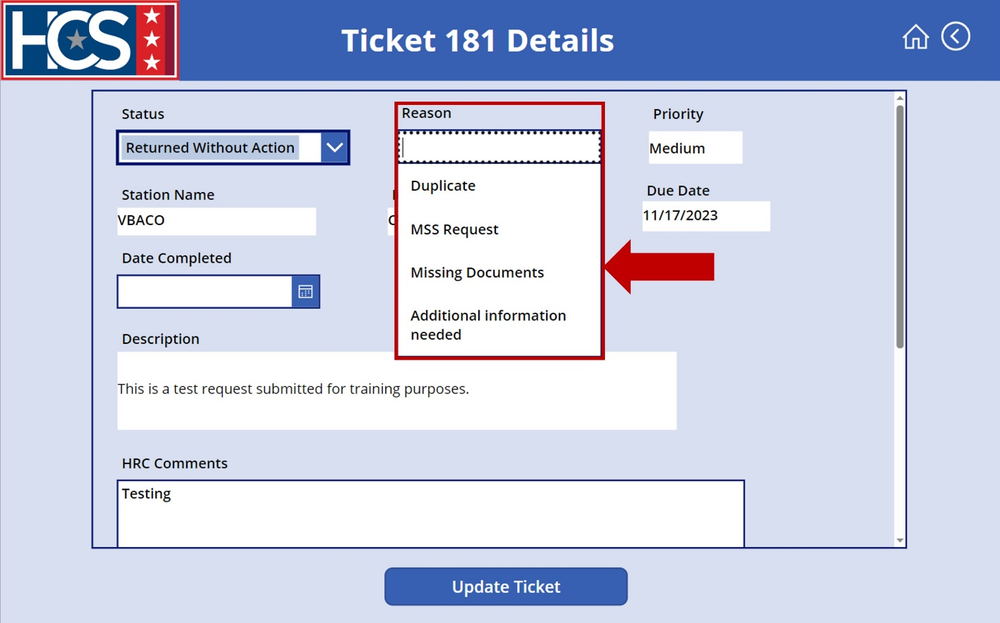 HCS
Ticket 181 Details
Status
Reason
Priority
Returned Without Action
Medium
Duplicate
Station Name
Due Date
VBACO
11/17/2023
MSS Request
Date Completed
Missing Documents
Additional information
needed
Description
This is a test request submitted for training purposes.
HRC Comments
Testing
Update Ticket